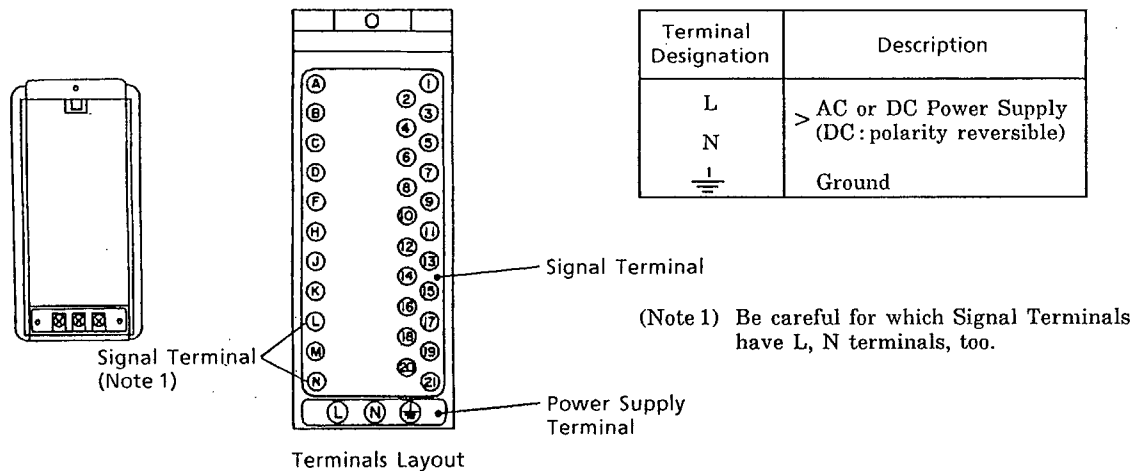 Terminal Designation
Description
L
N
> AC or DC Power Supply
(DC : polarity reversible)
Ground
A
B
C
D
F
H
J
K
L
M
N
1
2
3
4
5
6
7
8
9
10
11
12
13
14
15
16
17
18
19
20
21
L N
Signal Terminal
(Note 1)
Signal Terminal
Power Supply
Terminal
Terminals Layout
(Note 1) Be careful for which Signal Terminals
have L, N terminals, too.